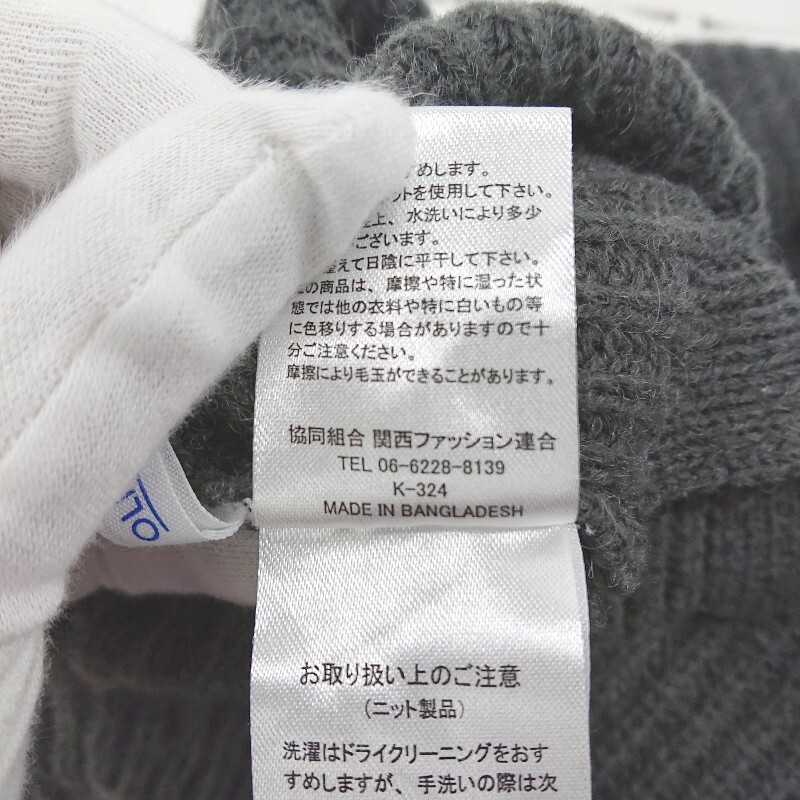 めします。
ットを使用して下さい。
上、水洗いにより多少
ございます。
えて日陰に平干して下さい。
の商品は、摩擦や特に湿った状
態では他の衣料や特に白いもの等
に色移りする場合がありますので十
分ご注意ください。
摩擦により毛玉ができることがあります。
協同組合 関西ファッション連合
TEL 06-6228-8139
K-324
MADE IN BANGLADESH
お取り扱い上のご注意
(ニット製品)
洗濯はドライクリーニングをおす
すめしますが、手洗いの際は次